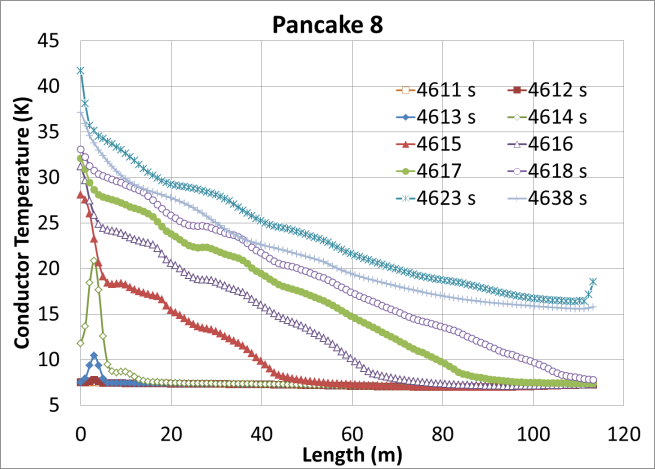 Pancake 8
45
40
35
30
25
20
15
10
5
Conductor Temperature (K)
4611 s 4612 s
4613 s 4614 s
4615 4616
4617 4618 s
4623 s 4638 s
0 20 40 60 80 100 120
Length (m)